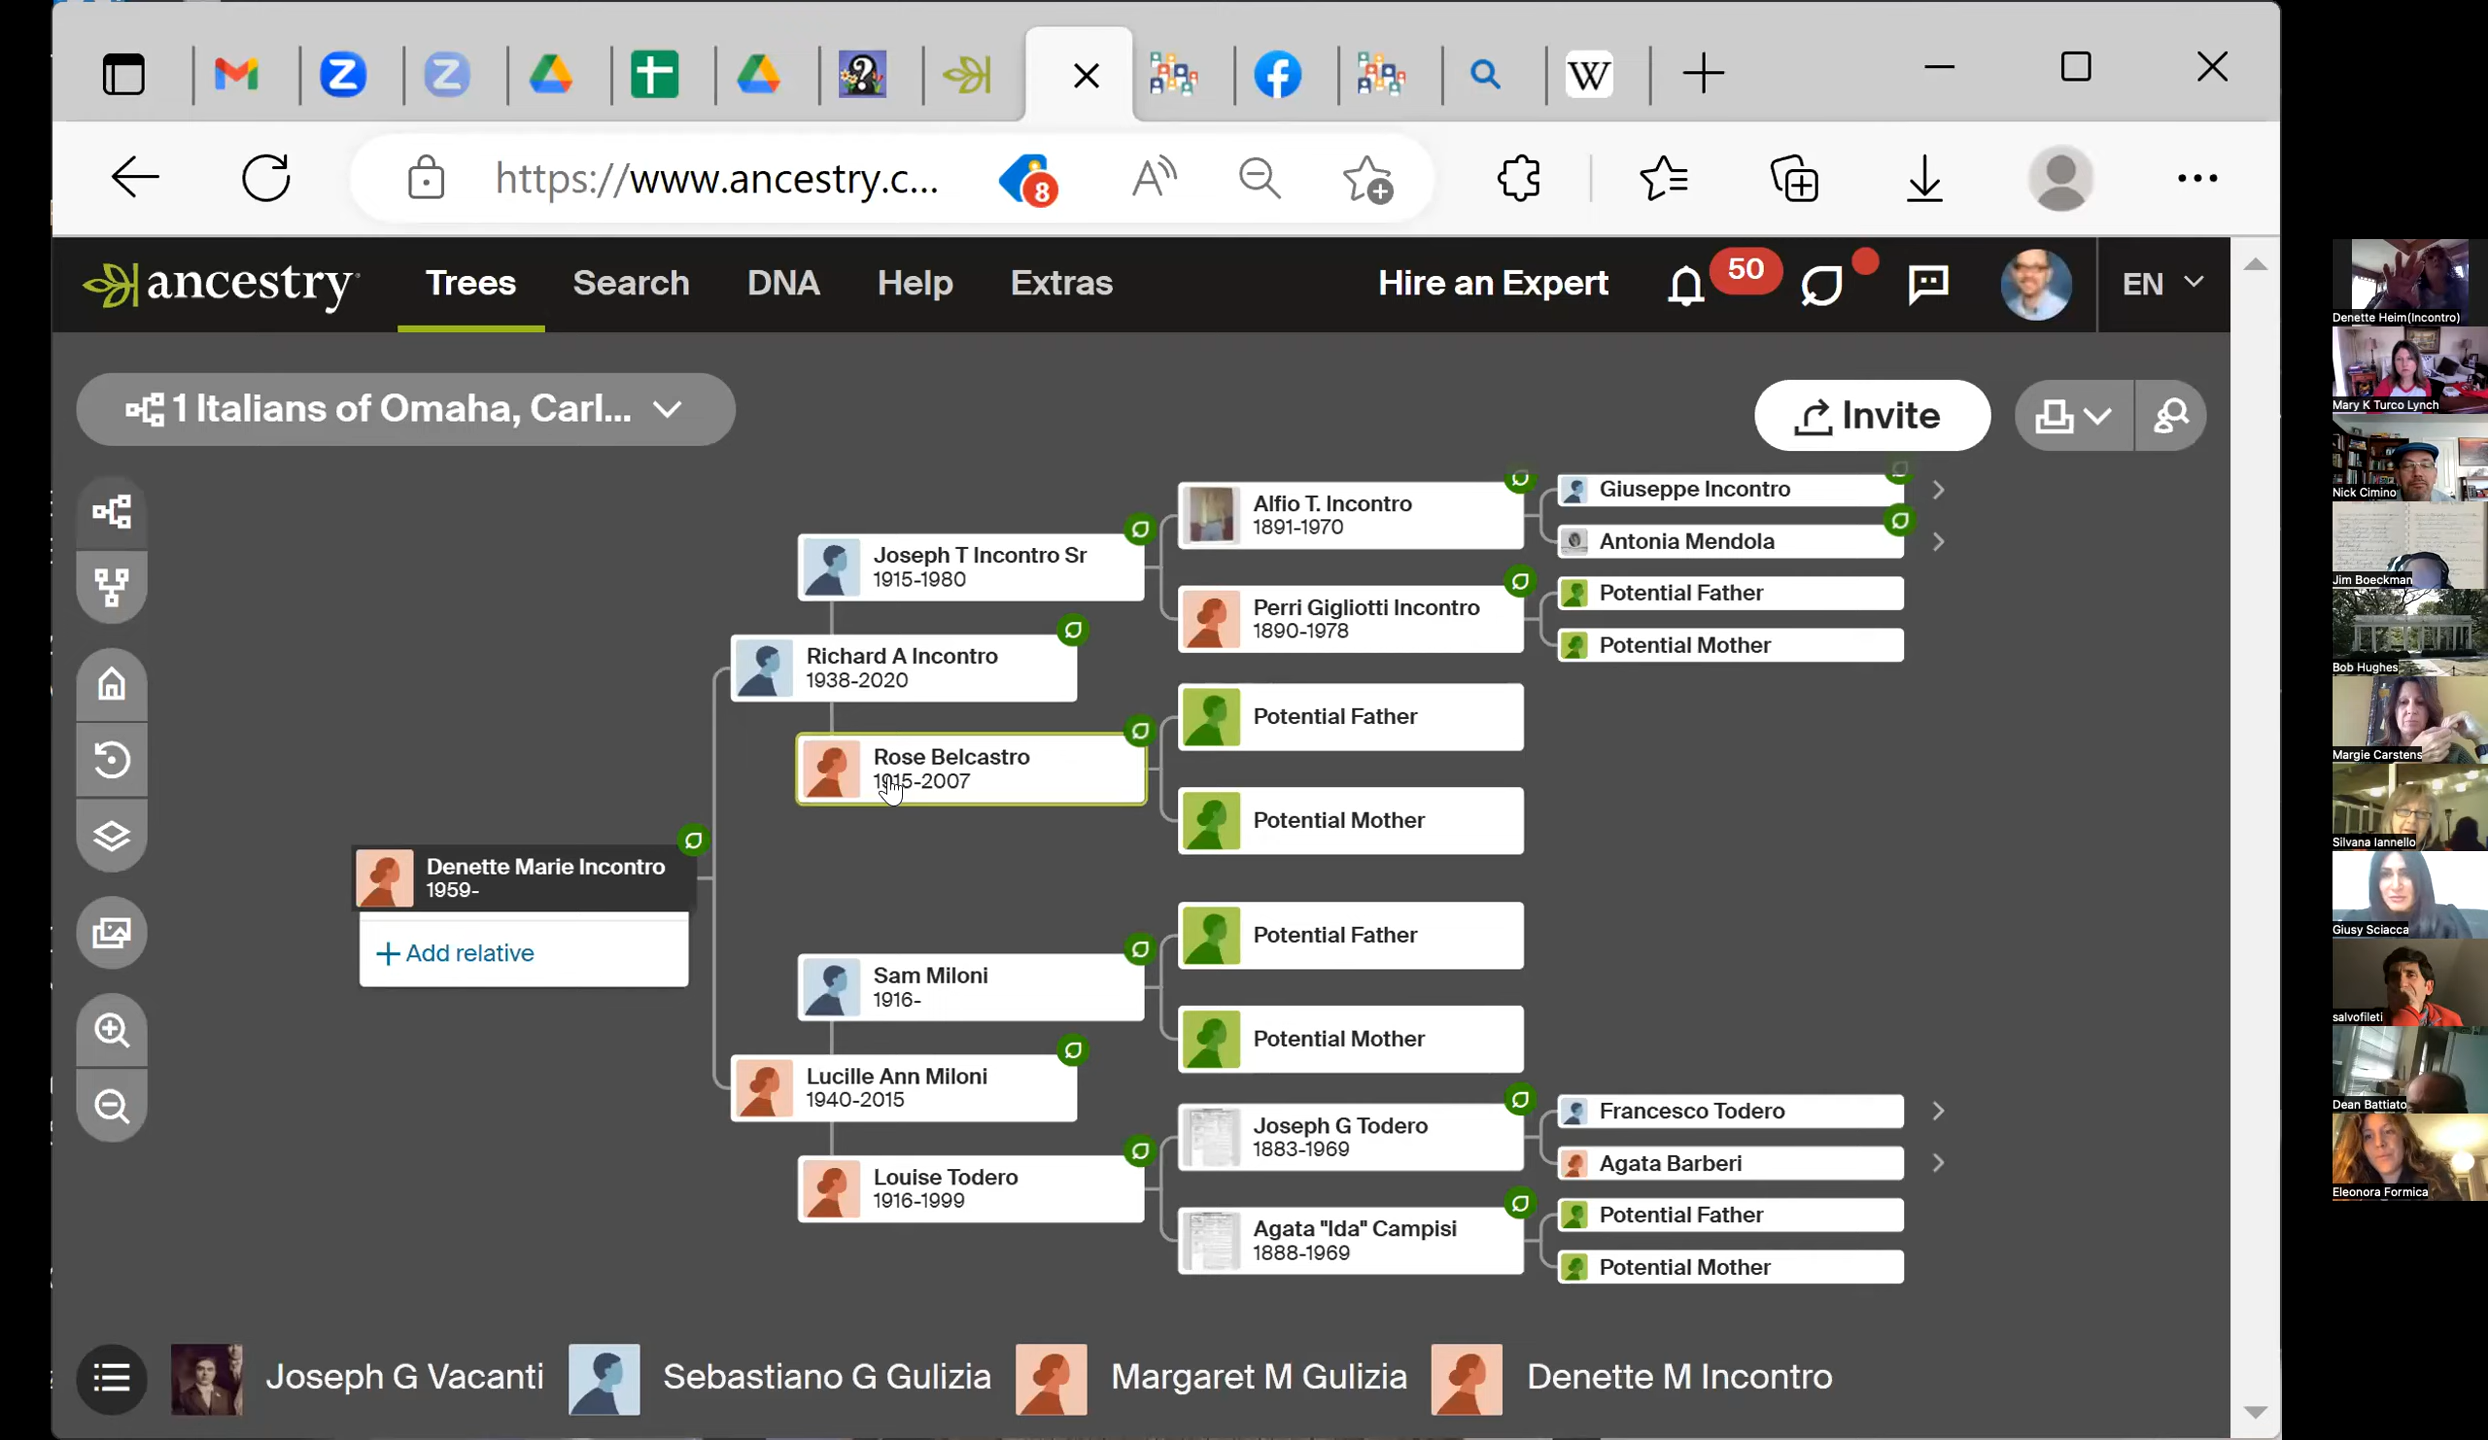 https://www.ancestry.c...
8
ancestry
Trees
Search
DNA
Help
Extras
Hire an Expert
50
EN
1 Italians of Omaha, Carl...
Invite
Denette Marie Incontro
1959-
+ Add relative
Richard A Incontro
1938-2020
Joseph T Incontro Sr
1915-1980
Rose Belcastro
1915-2007
Lucille Ann Miloni
1940-2015
Sam Miloni
1916-
Louise Todero
1916-1999
Alfio T. Incontro
1891-1970
Perri Gigliotti Incontro
1890-1978
Potential Father
Potential Mother
Potential Father
Potential Mother
Joseph G Todero
1883-1969
Agata "Ida" Campisi
1888-1969
Giuseppe Incontro
Antonia Mendola
Potential Father
Potential Mother
Francesco Todero
Agata Barberi
Potential Father
Potential Mother
Joseph G Vacanti
Sebastiano G Gulizia
Margaret M Gulizia
Denette M Incontro
Denette Heim(Incontro)
Mary K Turco Lynch
Nick Cimino
Jim Boeckman
Bob Hughes
Margie Carstens
Silvana Iannello
Giusy Sciacca
salvofileti
Dean Battiato
Eleonora Formica